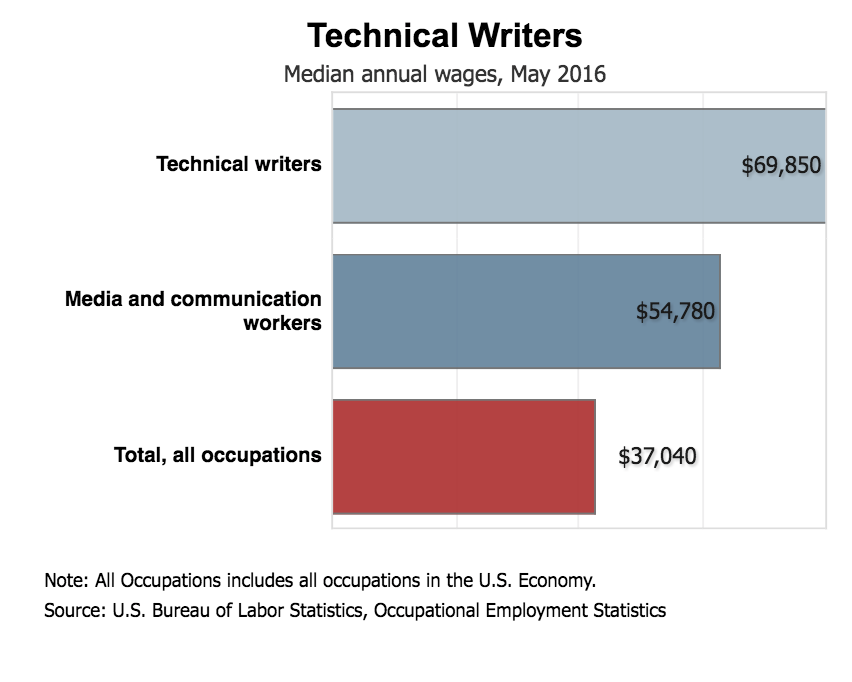 Technical Writers
Median annual wages, May 2016
Technical writers
$69,850
Media and communication
workers
$54,780
Total, all occupations
$37,040
Note: All Occupations includes all occupations in the U.S. Economy.
Source: U.S. Bureau of Labor Statistics, Occupational Employment Statistics